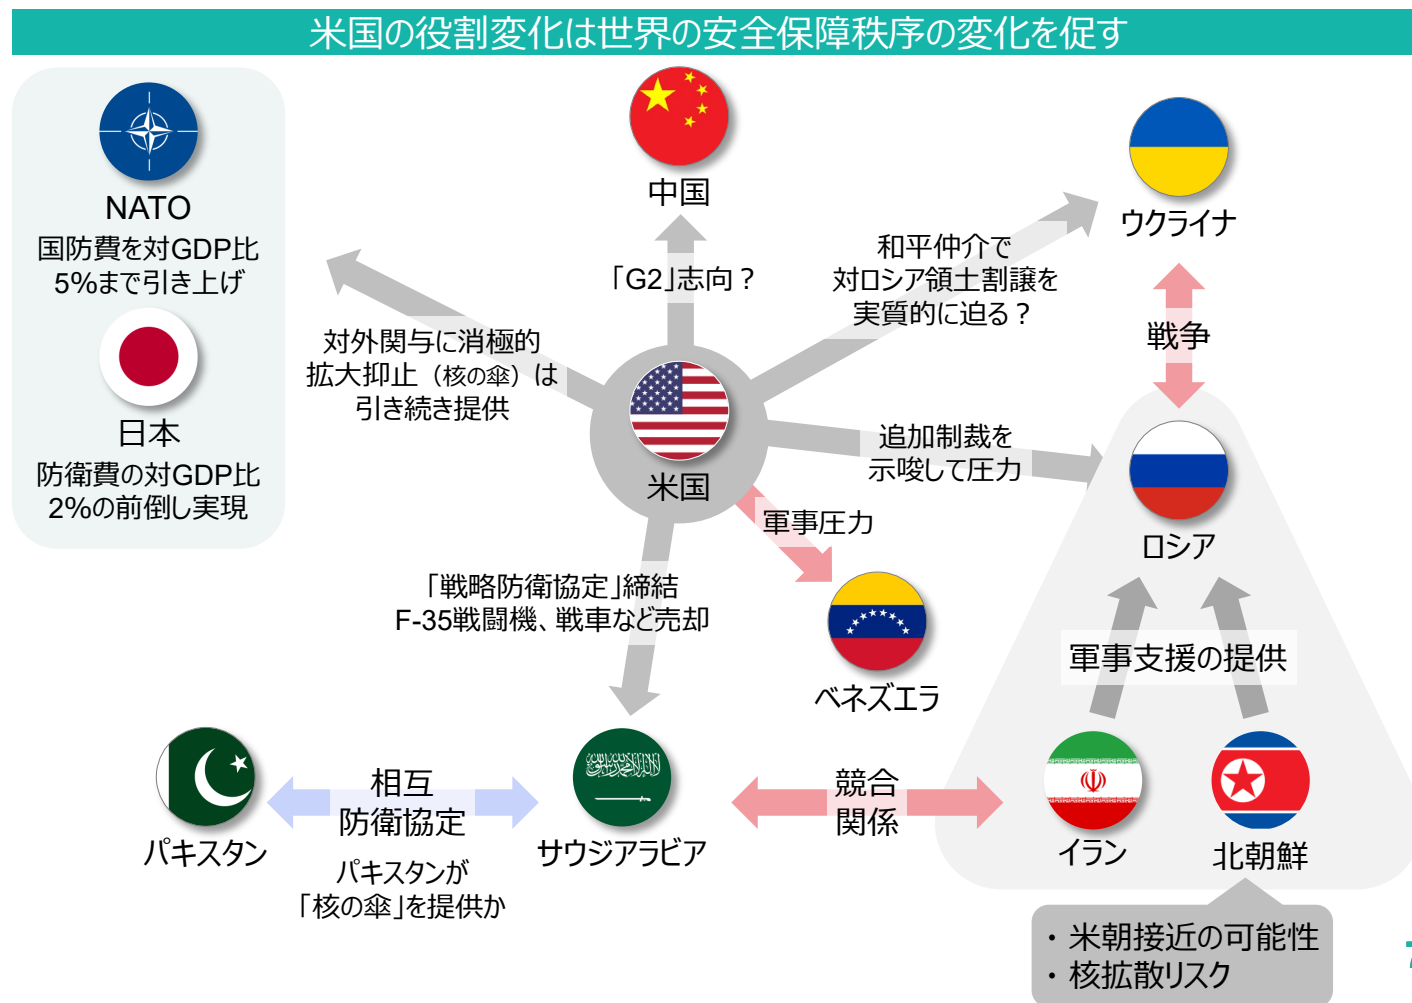 米国の役割変化は世界の安全保障秩序の変化を促す
NATO
国防費を対GDP比
5%まで引き上げ
日本
防衛費の対GDP比
2%の前倒し実現
中国
「G2」志向？
ウクライナ
和平仲介で
対ロシア領土割譲を
実質的に迫る？
戦争
対外関与に消極的
拡大抑止（核の傘）は
引き続き提供
米国
追加制裁を
示唆して圧力
ロシア
軍事圧力
ベネズエラ
「戦略防衛協定」締結
F-35戦闘機、戦車など売却
軍事支援の提供
パキスタン
相互
防衛協定
パキスタンが
「核の傘」を提供か
サウジアラビア
競合
関係
イラン
北朝鮮
・米朝接近の可能性
・核拡散リスク